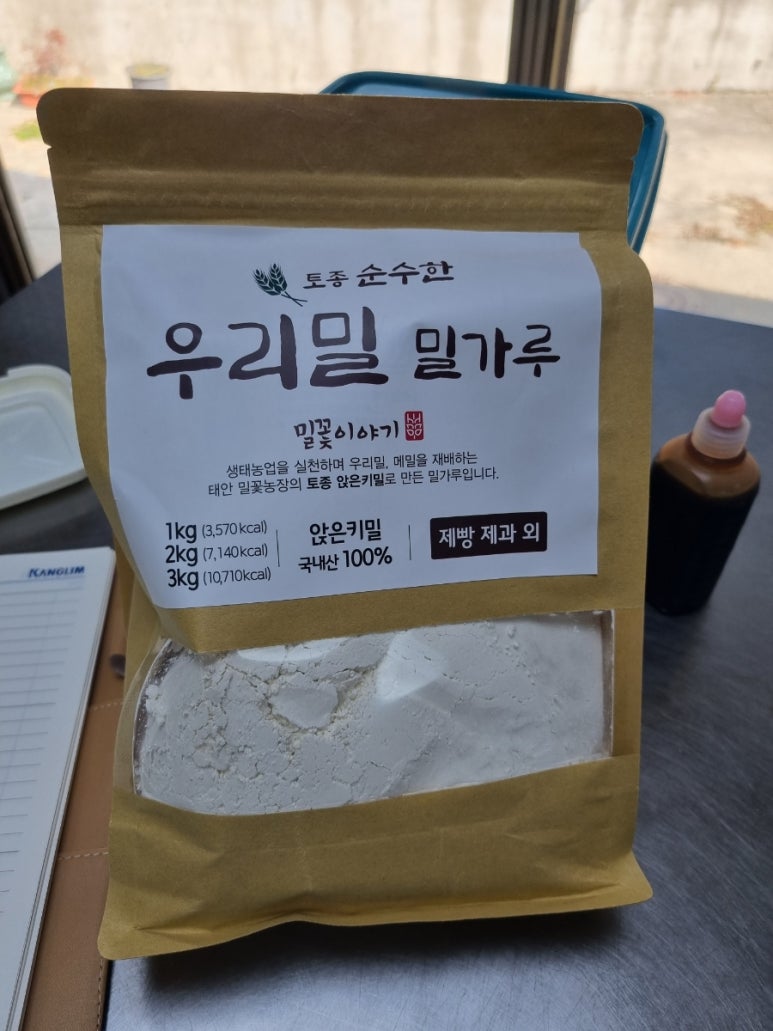 토종 순수한
우리밀 밀가루
밀꽃이야기
생태농업을 실천하며 우리밀, 메밀을 재배하는
태안 밀꽃농장의 토종 앉은키밀로 만든 밀가루입니다.
1kg (3,570kcal)
2kg (7,140kcal)
3kg (10,710kcal)
앉은키밀
국내산 100%
제빵 제과 외
KANGLIM